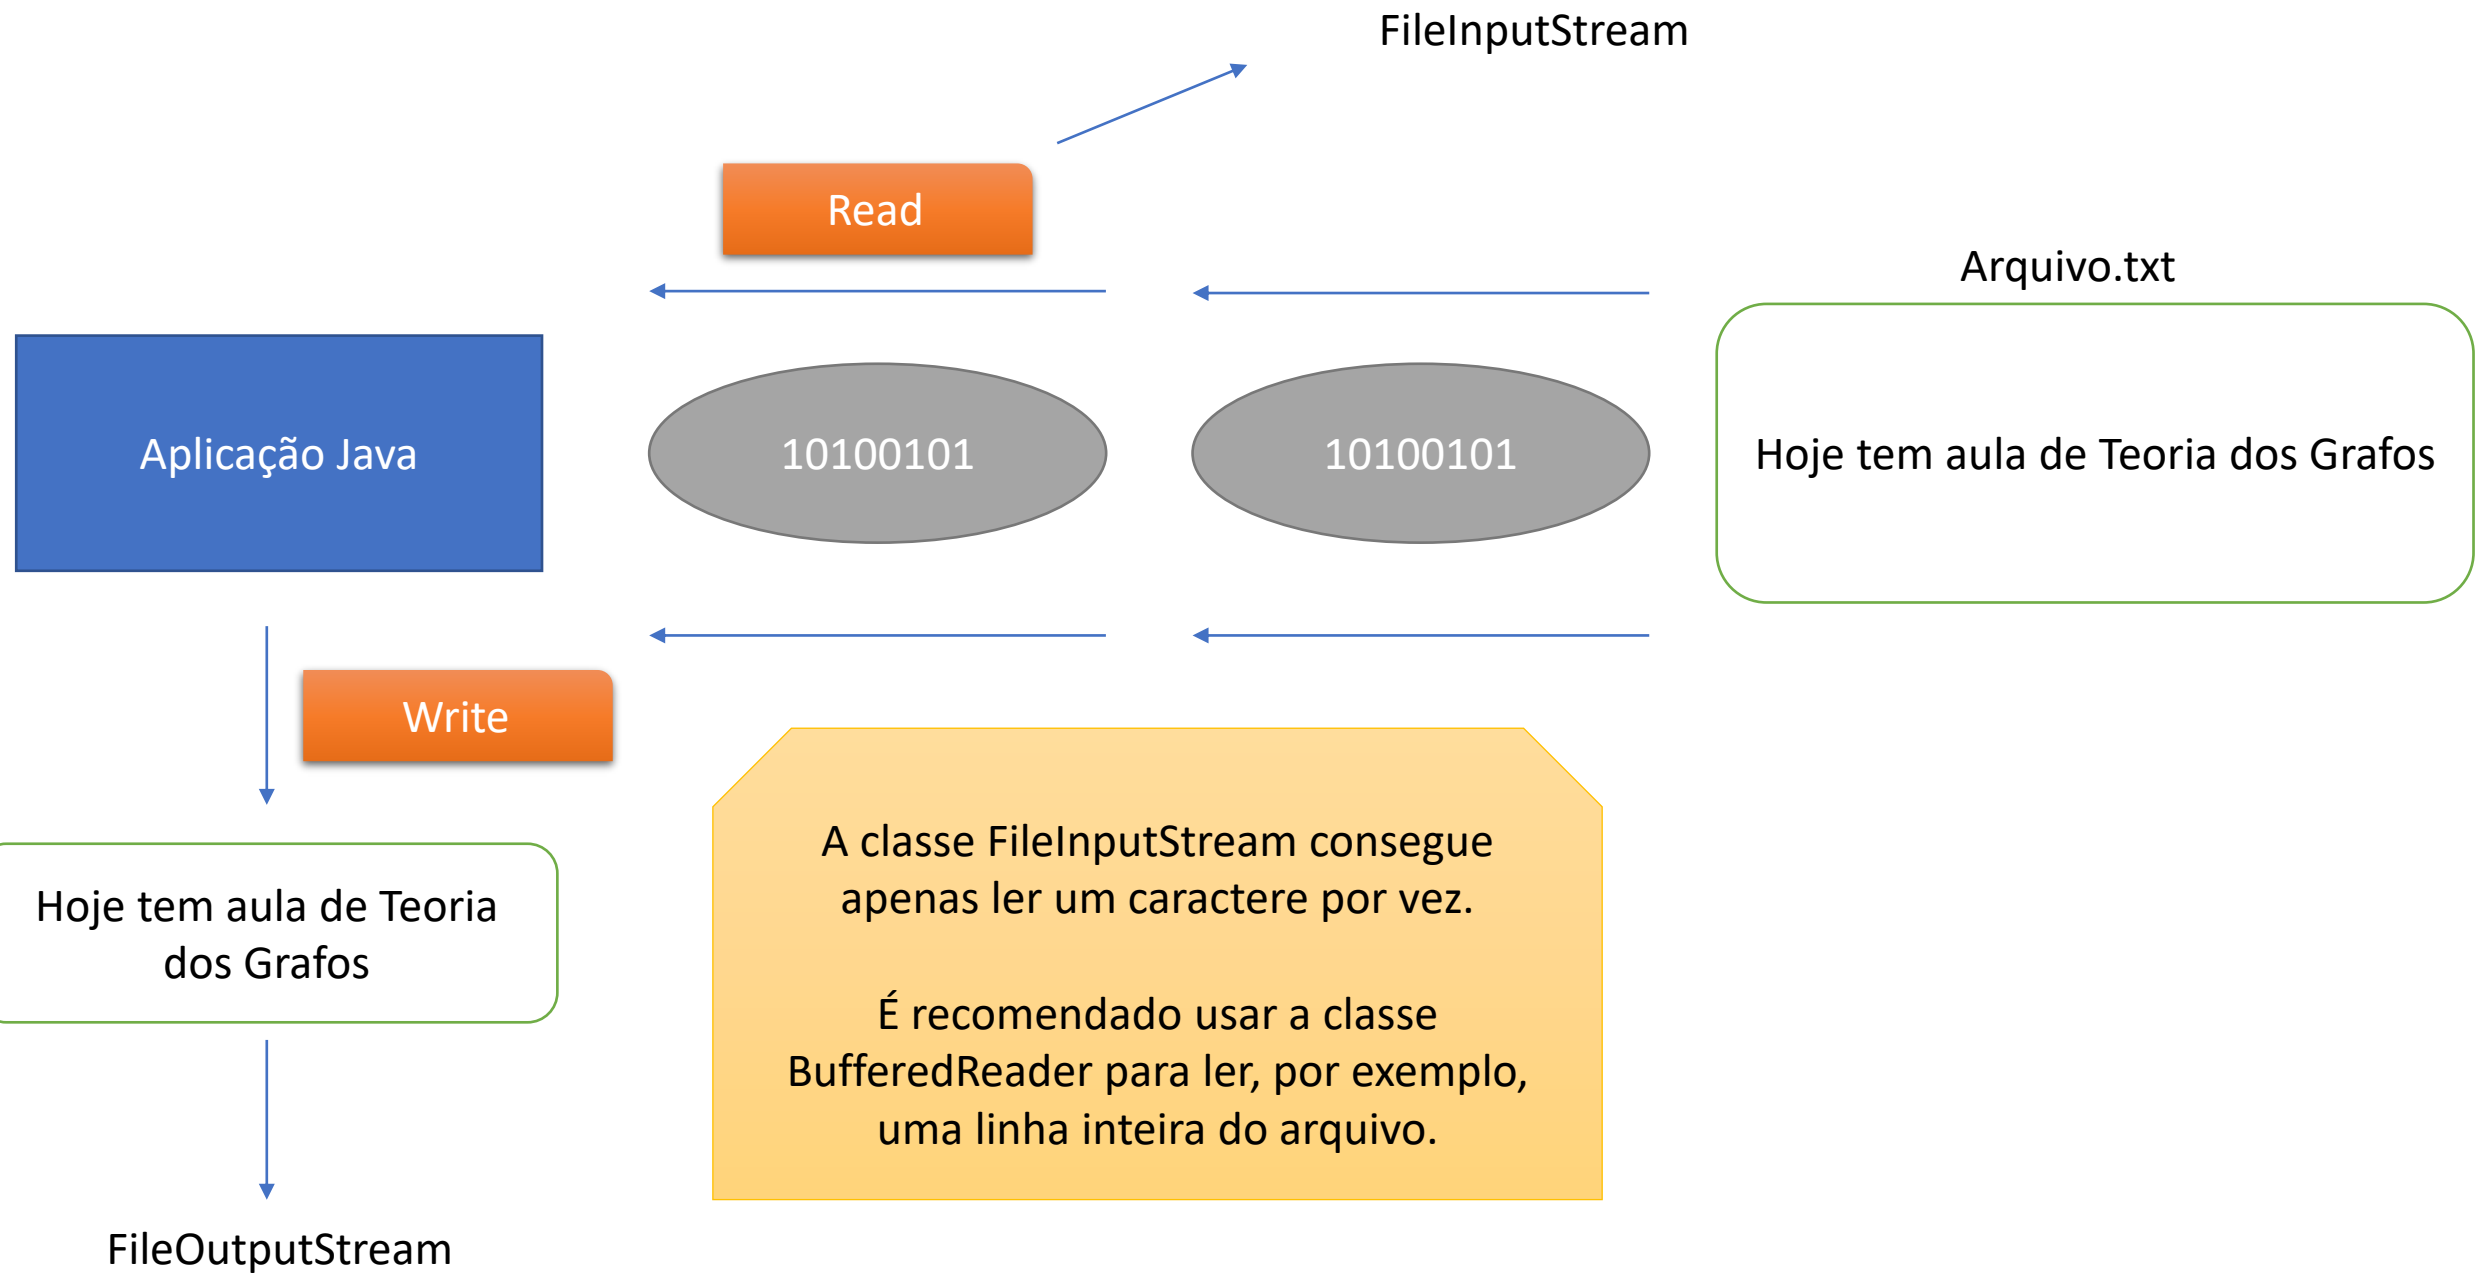 FileInputStream
Read
Arquivo.txt
Aplicação Java
10100101
10100101
Hoje tem aula de Teoria dos Grafos
Write
A classe FileInputStream consegue
apenas ler um caractere por vez.
É recomendado usar a classe
BufferedReader para ler, por exemplo,
uma linha inteira do arquivo.
Hoje tem aula de Teoria
dos Grafos
FileOutputStream